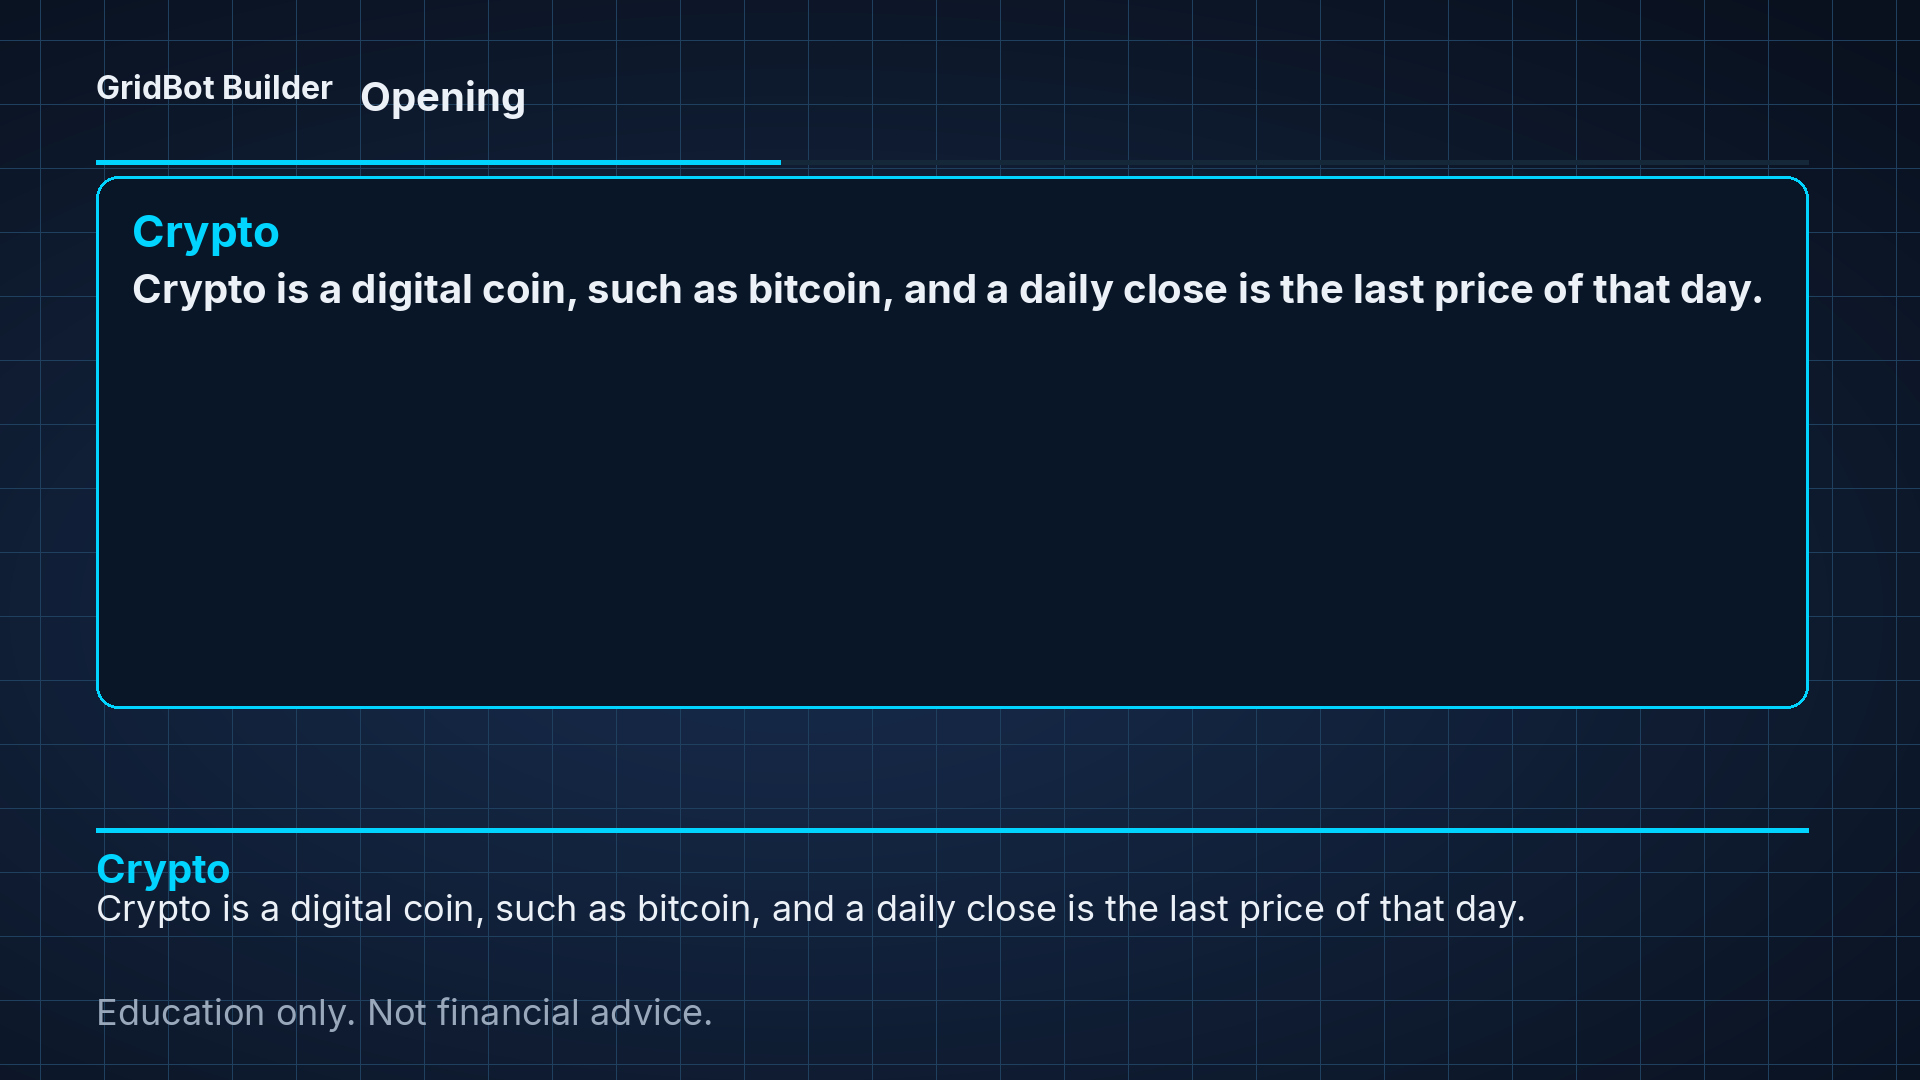 GridBot Builder
Opening
Crypto
Crypto is a digital coin, such as bitcoin, and a daily close is the last price of that day.
Crypto
Crypto is a digital coin, such as bitcoin, and a daily close is the last price of that day.
Education only. Not financial advice.